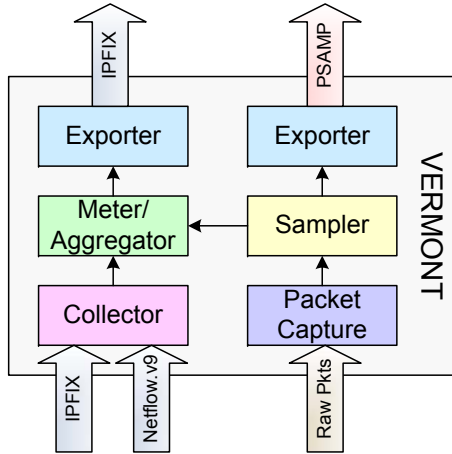 IPFIX
PSAMP
Exporter
Exporter
VERMONT
Meter/
Aggregator
Sampler
Collector
Packet
Capture
IPFIX
Netflow.v9
Raw Pkts